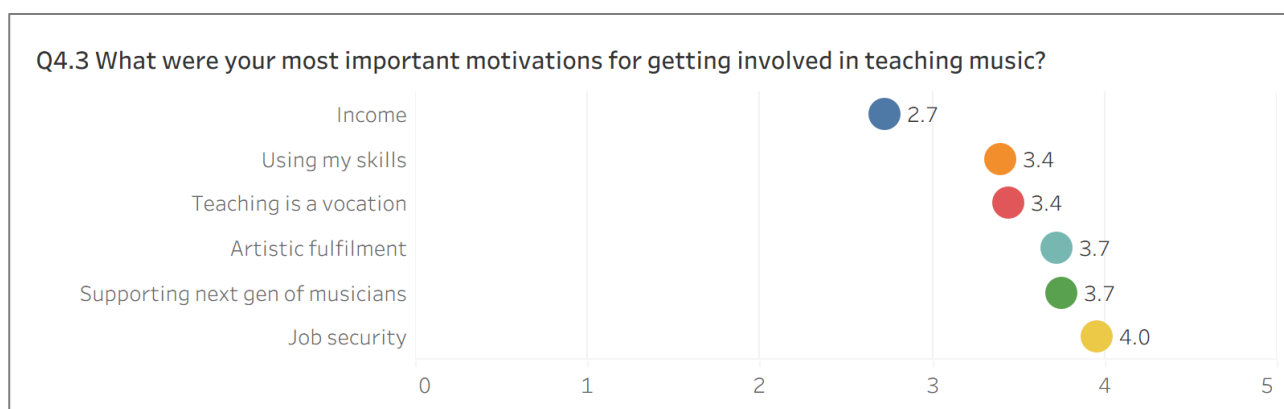 Q4.3 What were your most important motivations for getting involved in teaching music?
Income 2.7
Using my skills 3.4
Teaching is a vocation 3.4
Artistic fulfilment 3.7
Supporting next gen of musicians 3.7
Job security 4.0
0 1 2 3 4 5